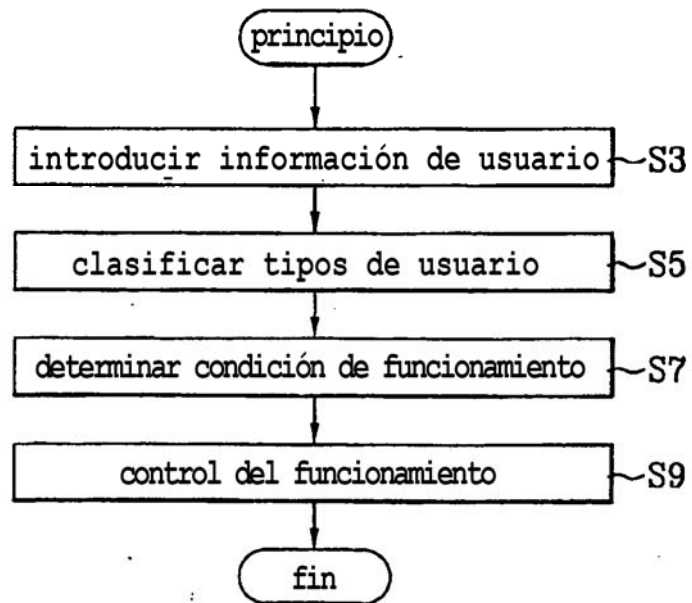 principio
introducir información de usuario S3
clasificar tipos de usuario S5
determinar condición de funcionamiento S7
control del funcionamiento S9
fin